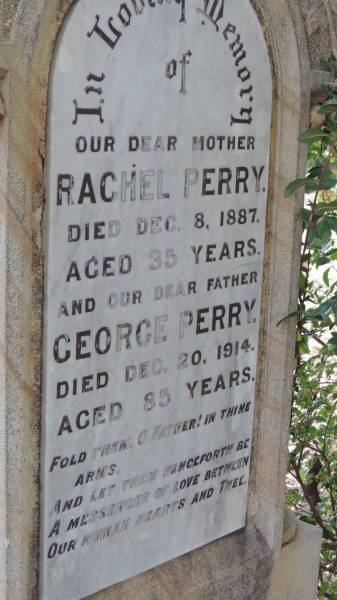 In Loving Memory
of
OUR DEAR MOTHER
RACHEL PERRY.
DIED DEC. 8, 1887.
AGED 35 YEARS.
AND OUR DEAR FATHER
GEORGE PERRY.
DIED DEC. 20, 1914.
AGED 85 YEARS.
FOLD THEM, O FATHER! IN THINE
ARMS,
AND LET THEM HENCEFORTH BE
A MESSENGER OF LOVE BETWEEN
OUR HUMAN HEARTS AND THEE.